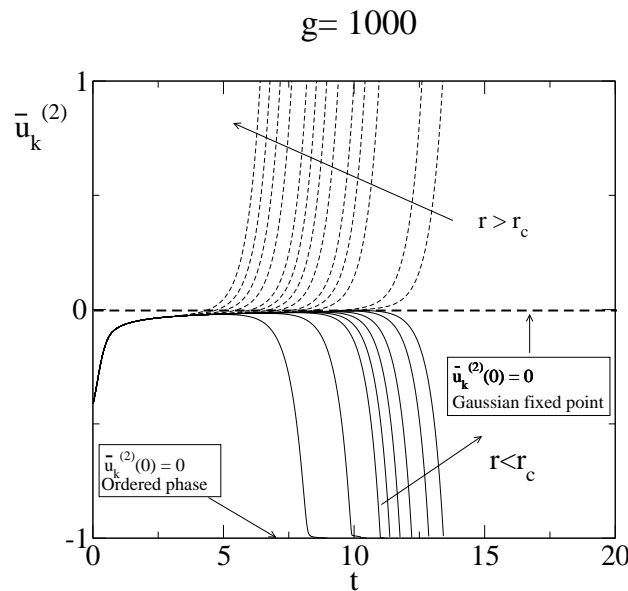 g= 1000
1
ū_k^(2)
r > r_c
0
ū_k^(2)(0) = 0
Gaussian fixed point
ū_k^(2)(0) = 0
Ordered phase
r<r_c
-1
0 5 10 15 20
t